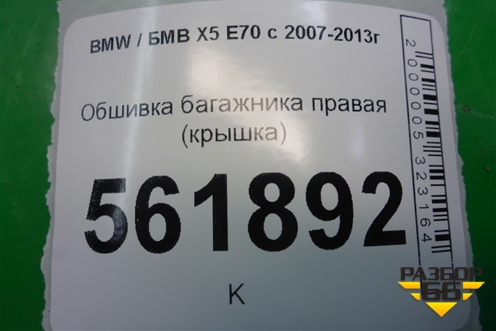 BMW / БМВ X5 E70 с 2007-2013г
Обшивка багажника правая
(крышка)
561892
К
2000005323164
РАЗБОР
66